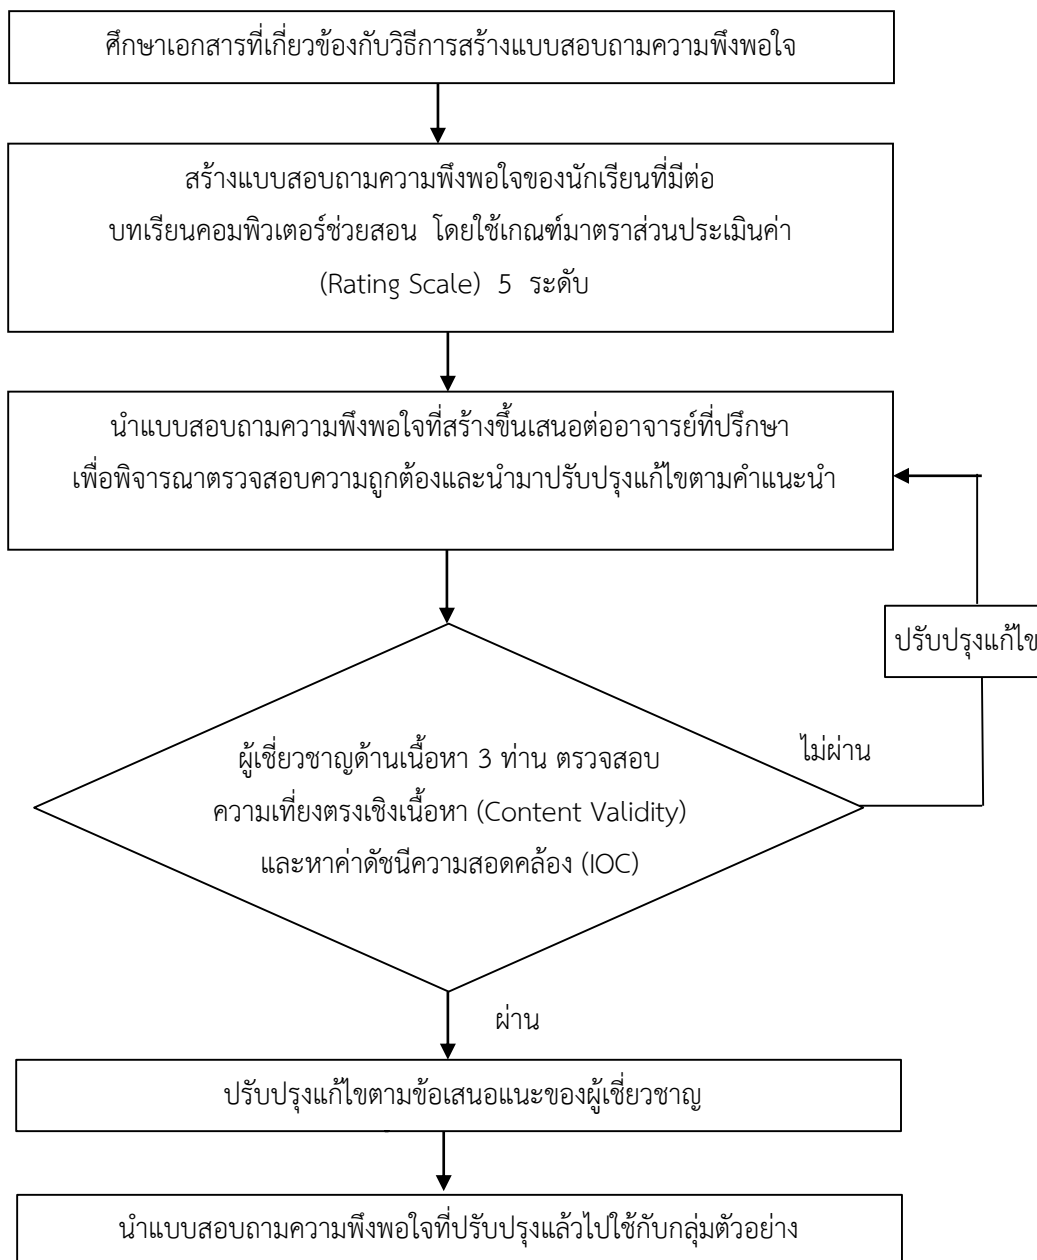 ศึกษาเอกสารที่เกี่ยวข้องกับวิธีการสร้างแบบสอบถามความพึงพอใจ
สร้างแบบสอบถามความพึงพอใจของนักเรียนที่มีต่อ
บทเรียนคอมพิวเตอร์ช่วยสอน โดยใช้เกณฑ์มาตราส่วนประเมินค่า
(Rating Scale) 5 ระดับ
นำแบบสอบถามความพึงพอใจที่สร้างขึ้นเสนอต่ออาจารย์ที่ปรึกษา
เพื่อพิจารณาตรวจสอบความถูกต้องและนำมาปรับปรุงแก้ไขตามคำแนะนำ
ปรับปรุงแก้ไข
ไม่ผ่าน
ผู้เชี่ยวชาญด้านเนื้อหา 3 ท่าน ตรวจสอบ
ความเที่ยงตรงเชิงเนื้อหา (Content Validity)
และหาค่าดัชนีความสอดคล้อง (IOC)
ผ่าน
ปรับปรุงแก้ไขตามข้อเสนอแนะของผู้เชี่ยวชาญ
นำแบบสอบถามความพึงพอใจที่ปรับปรุงแล้วไปใช้กับกลุ่มตัวอย่าง